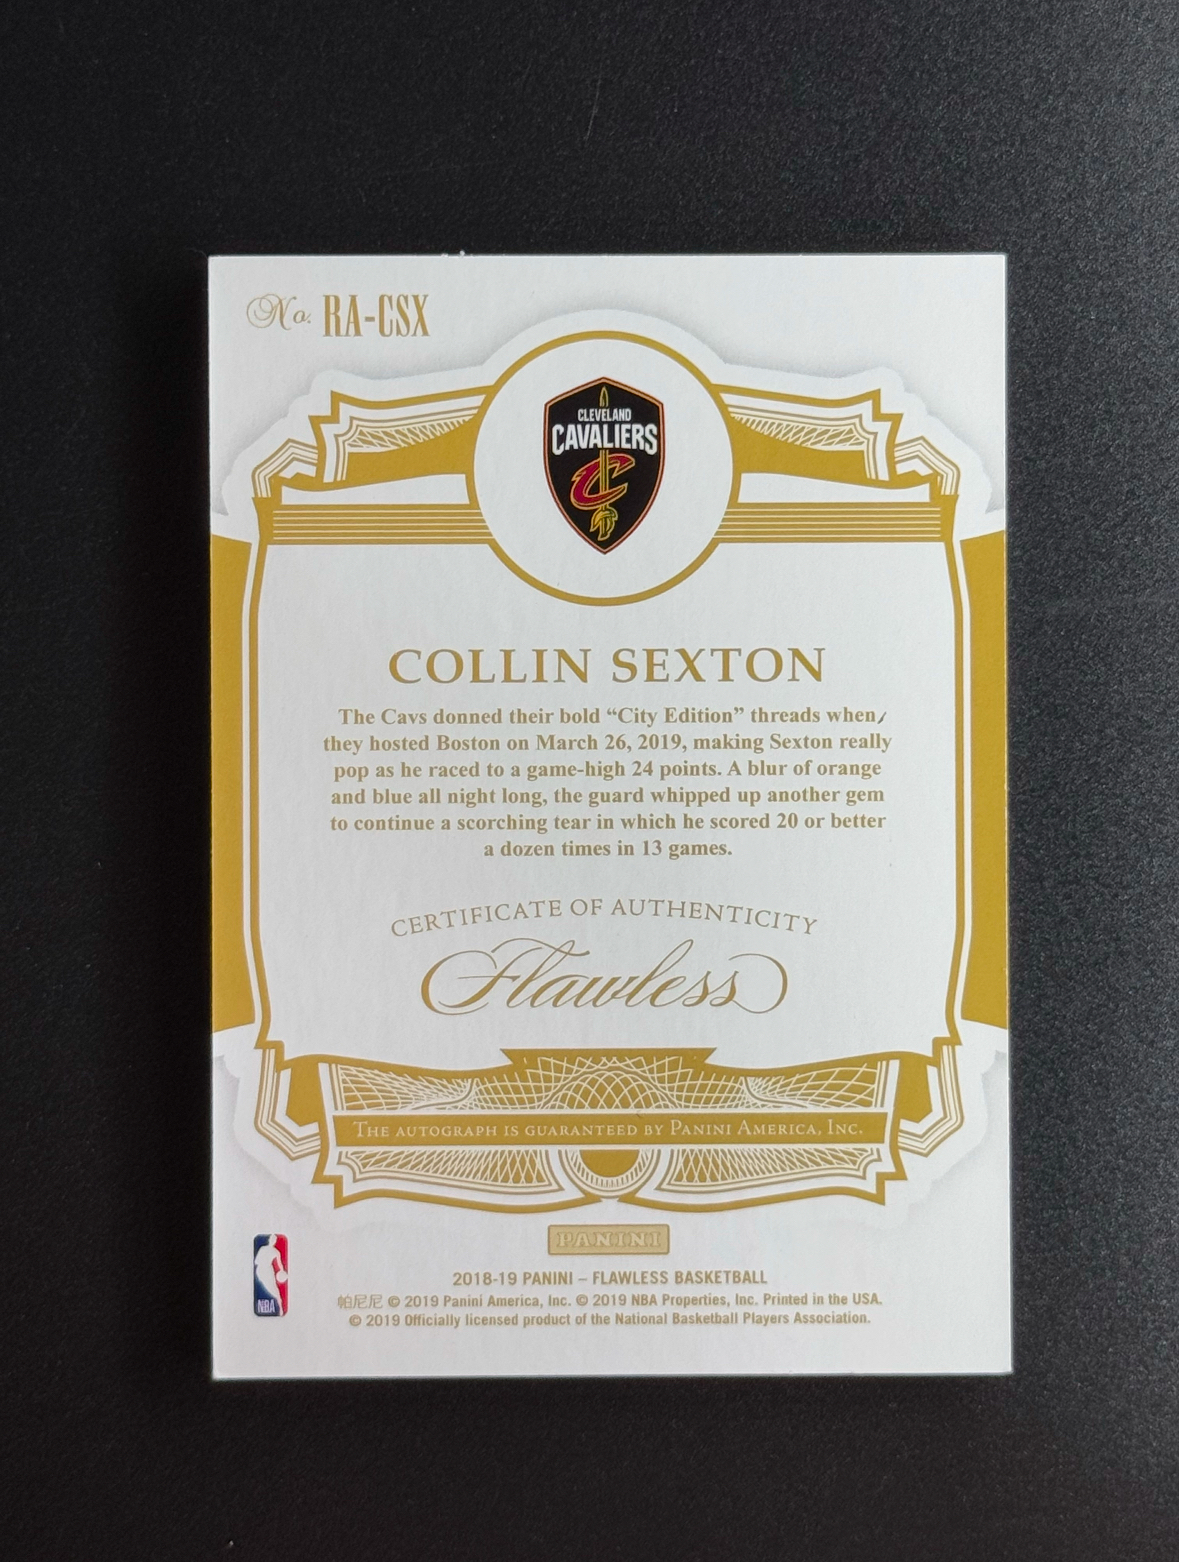 No. RA-CSX
CLEVELAND
CAVALIERS
C
COLLIN SEXTON
The Cavs donned their bold “City Edition” threads when
they hosted Boston on March 26, 2019, making Sexton really
pop as he raced to a game-high 24 points. A blur of orange
and blue all night long, the guard whipped up another gem
to continue a scorching tear in which he scored 20 or better
a dozen times in 13 games.
CERTIFICATE OF AUTHENTICITY
Flawless
THE AUTOGRAPH IS GUARANTEED BY PANINI AMERICA, INC.
PANINI
NBA
2018-19 PANINI – FLAWLESS BASKETBALL
帕尼尼 © 2019 Panini America, Inc. © 2019 NBA Properties, Inc. Printed in the USA.
© 2019 Officially licensed product of the National Basketball Players Association.